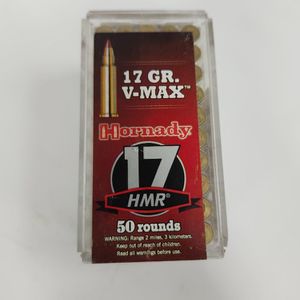 17 GR.
V-MAX™
Hornady
17
HMR®
50 rounds
WARNING: Range 2 miles, 3 kilometers.
Keep out of reach of children.
Read all warnings before use.